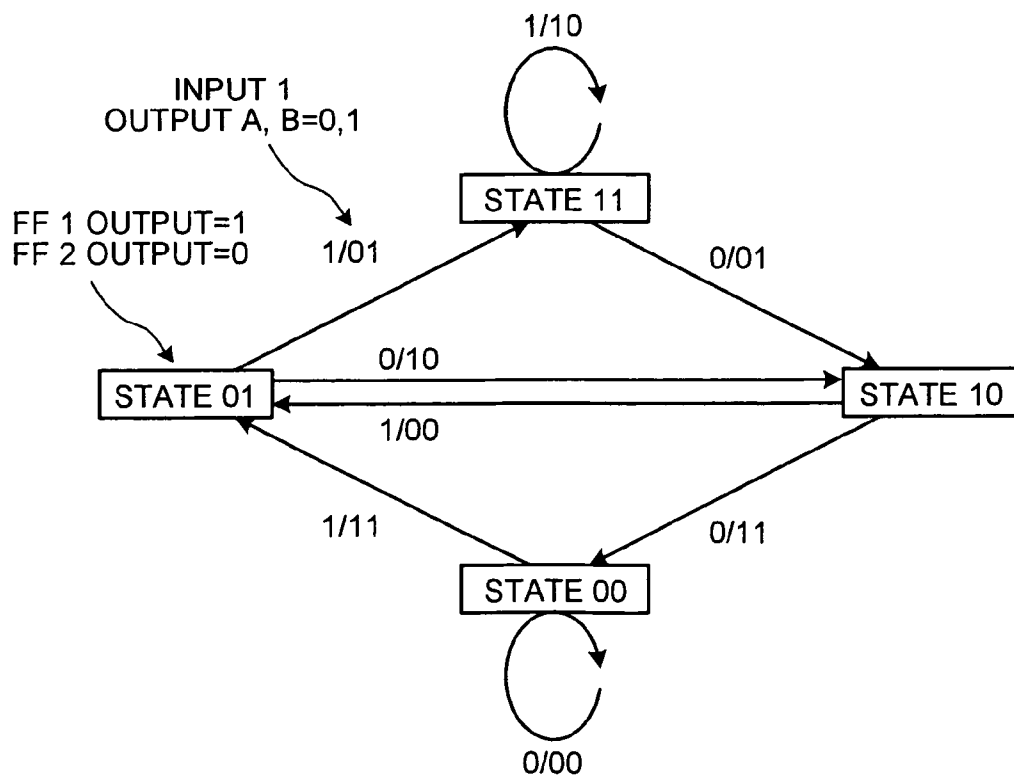 1/10
INPUT 1
OUTPUT A, B=0,1
STATE 11
FF 1 OUTPUT=1
FF 2 OUTPUT=0
1/01
0/01
0/10
STATE 01
STATE 10
1/00
1/11
0/11
STATE 00
0/00